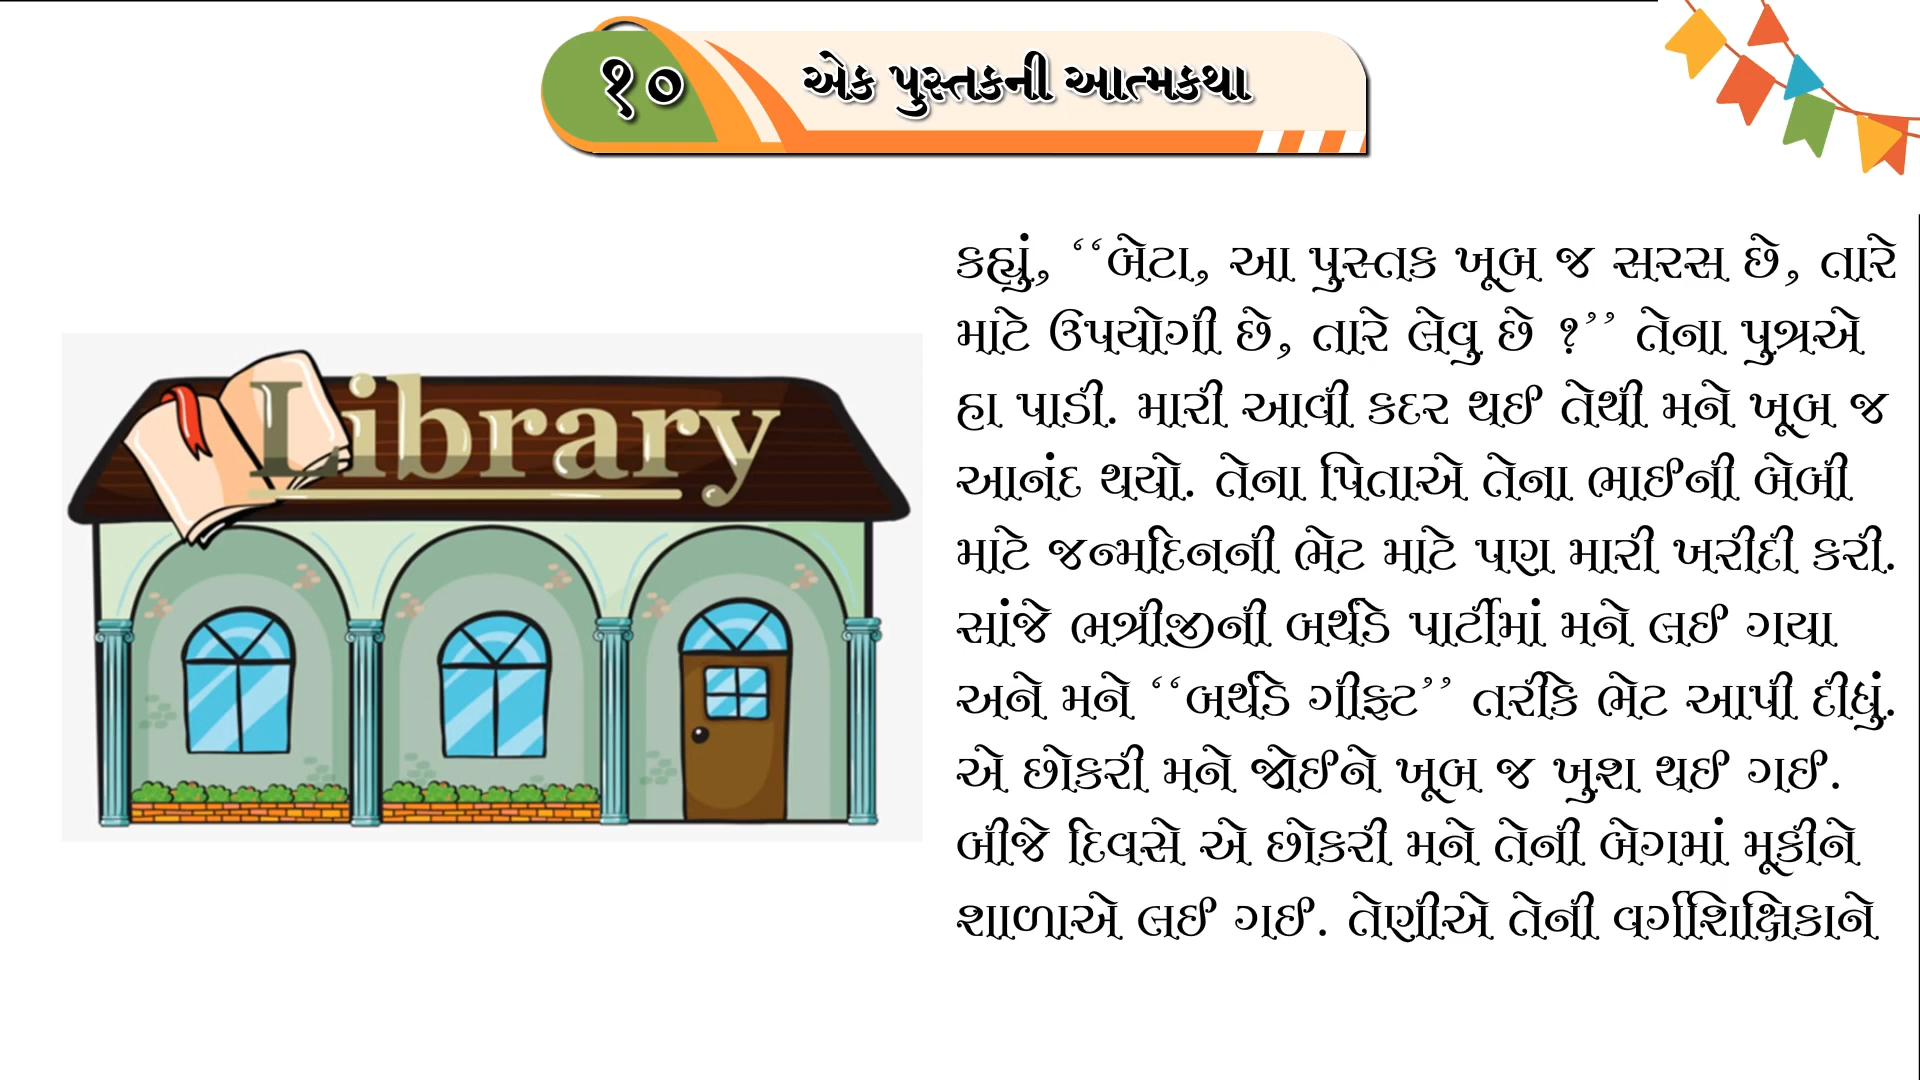 ૧૦ એક પુસ્તકની આત્મકથા
Library
કહ્યું, “બેટા, આ પુસ્તક ખૂબ જ સરસ છે, તારે
માટે ઉપયોગી છે, તારે લેવુ છે ?” તેના પુત્રએ
હા પાડી. મારી આવી કદર થઈ તેથી મને ખૂબ જ
આનંદ થયો. તેના પિતાએ તેના ભાઈની બેબી
માટે જન્મદિનની ભેટ માટે પણ મારી ખરીદી કરી.
સાંજે ભત્રીજીની બર્થડે પાર્ટીમાં મને લઈ ગયા
અને મને “બર્થડે ગીફ્ટ” તરીકે ભેટ આપી દીધું.
એ છોકરી મને જોઈને ખૂબ જ ખુશ થઈ ગઈ.
બીજે દિવસે એ છોકરી મને તેની બેગમાં મૂકીને
શાળાએ લઈ ગઈ. તેણીએ તેની વર્ગશિક્ષિકાને